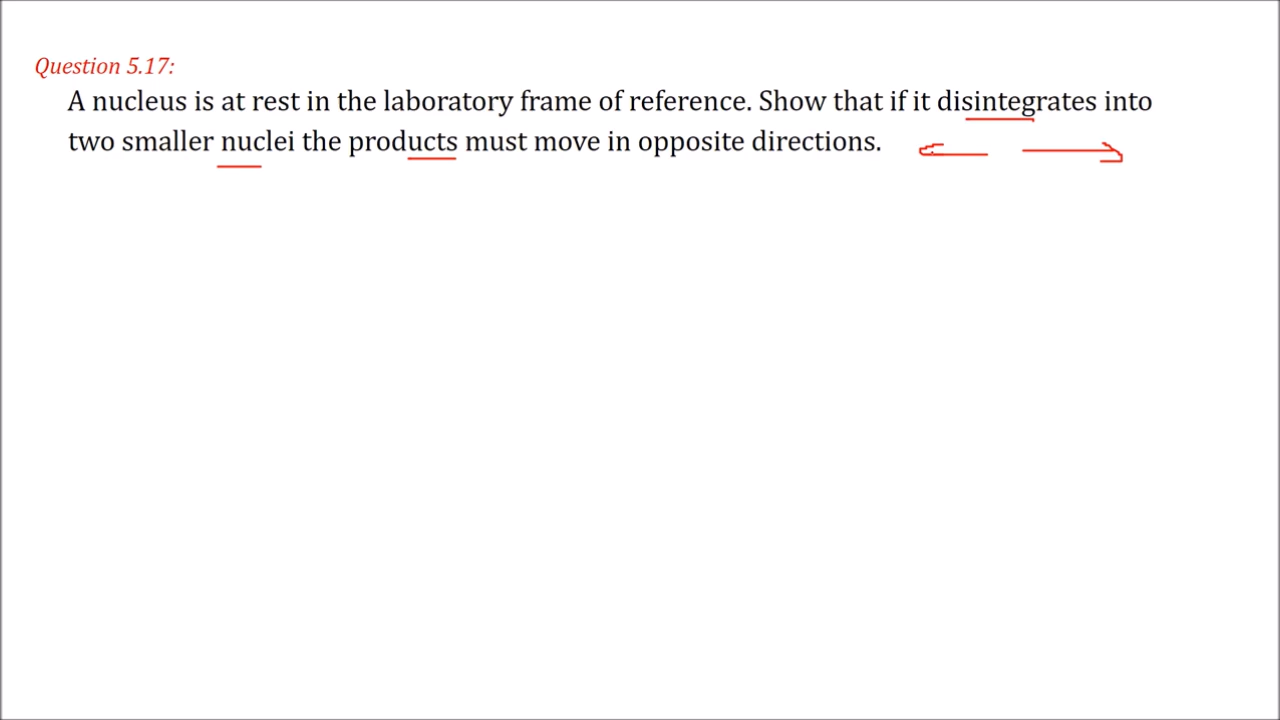 Question 5.17:
A nucleus is at rest in the laboratory frame of reference. Show that if it disintegrates into
two smaller nuclei the products must move in opposite directions.